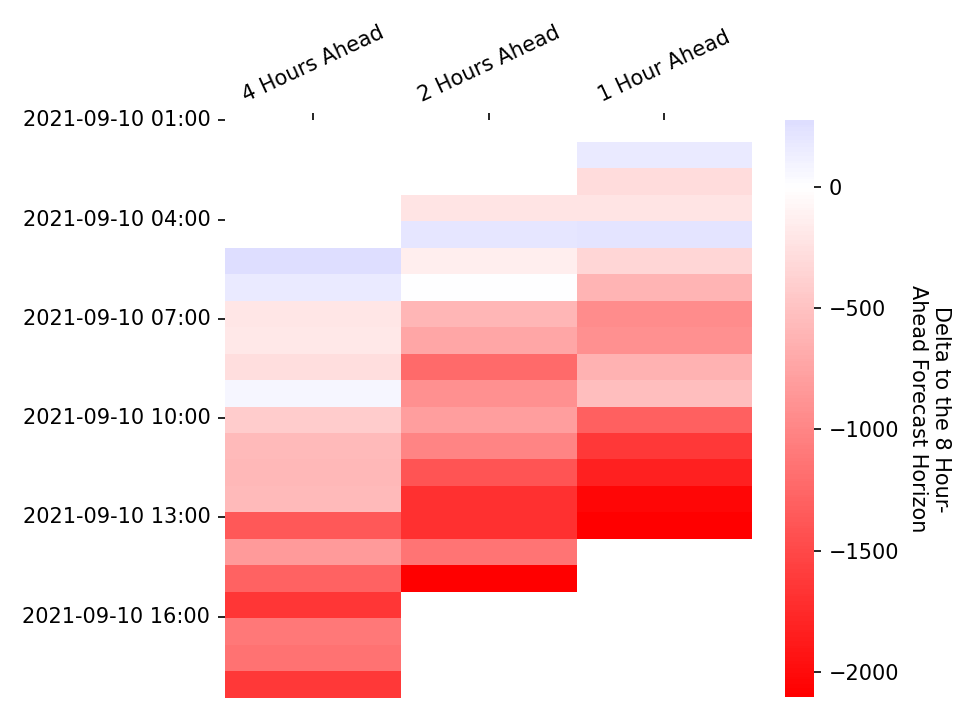 4 Hours Ahead
2 Hours Ahead
1 Hour Ahead
2021-09-10 01:00
2021-09-10 04:00
2021-09-10 07:00
2021-09-10 10:00
2021-09-10 13:00
2021-09-10 16:00
0
−500
−1000
−1500
−2000
Delta to the 8 Hour-
Ahead Forecast Horizon